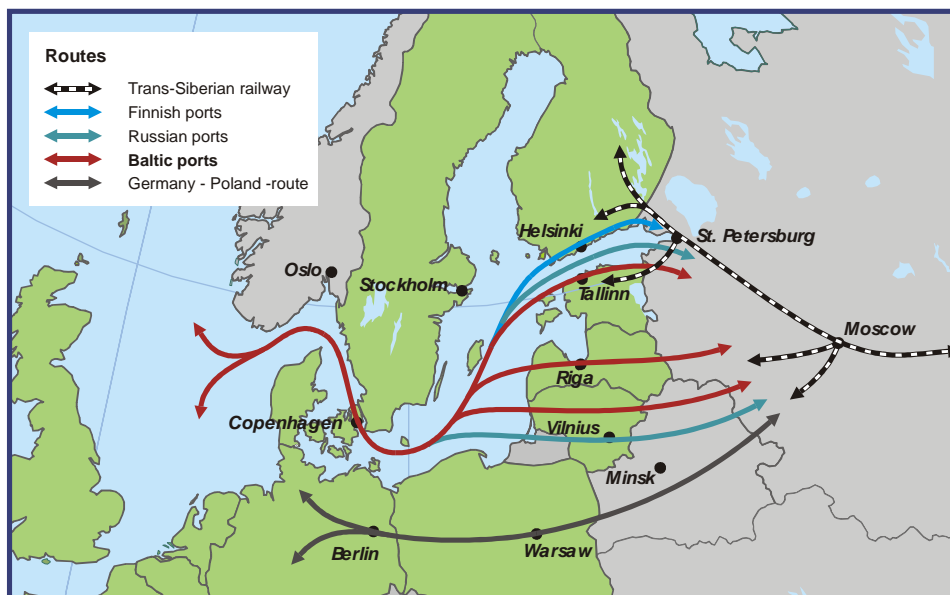 Routes
Trans-Siberian railway
Finnish ports
Russian ports
Baltic ports
Germany - Poland -route
Helsinki
St. Petersburg
Oslo
Stockholm
Tallinn
Moscow
Riga
Copenhagen
Vilnius
Minsk
Berlin
Warsaw